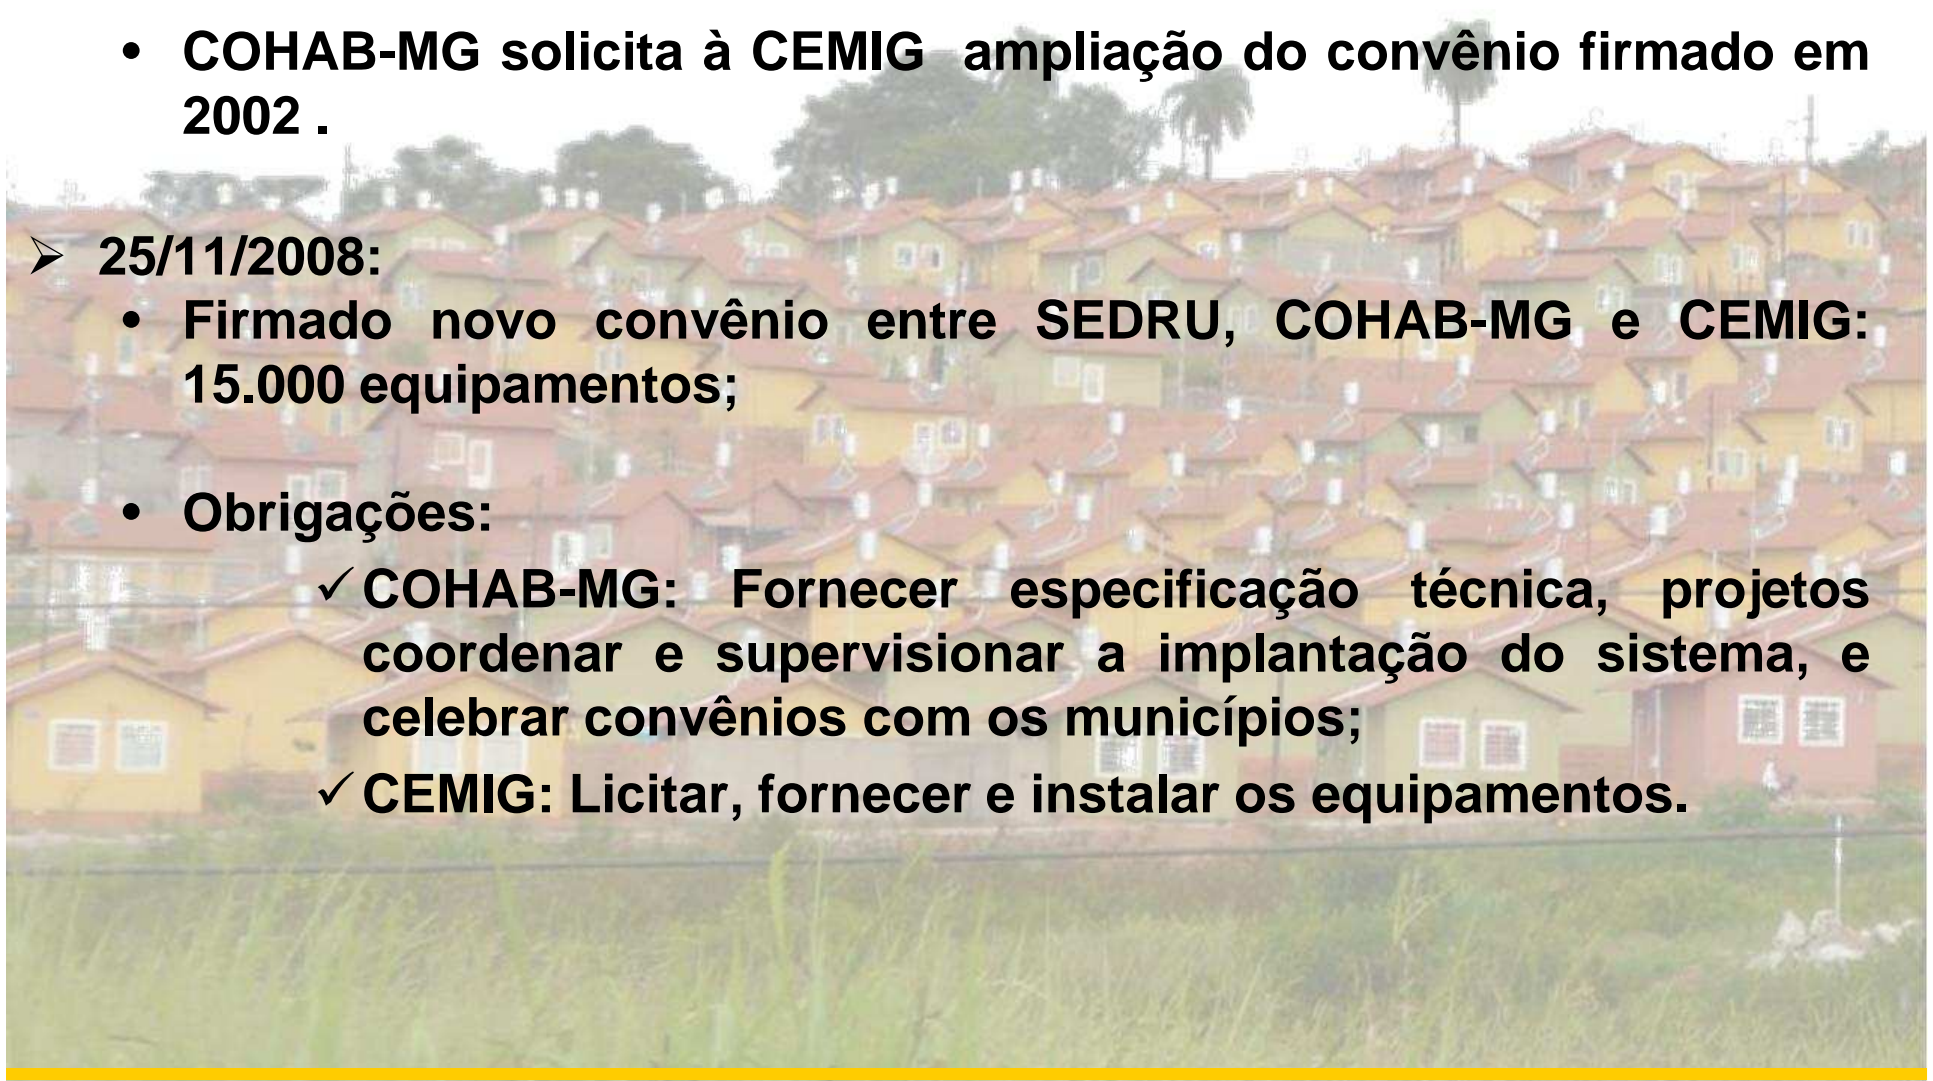 • COHAB-MG solicita à CEMIG ampliação do convênio firmado em
2002 .
➢ 25/11/2008:
• Firmado novo convênio entre SEDRU, COHAB-MG e CEMIG:
15.000 equipamentos;
• Obrigações:
✓ COHAB-MG: Fornecer especificação técnica, projetos
coordenar e supervisionar a implantação do sistema, e
celebrar convênios com os municípios;
✓ CEMIG: Licitar, fornecer e instalar os equipamentos.